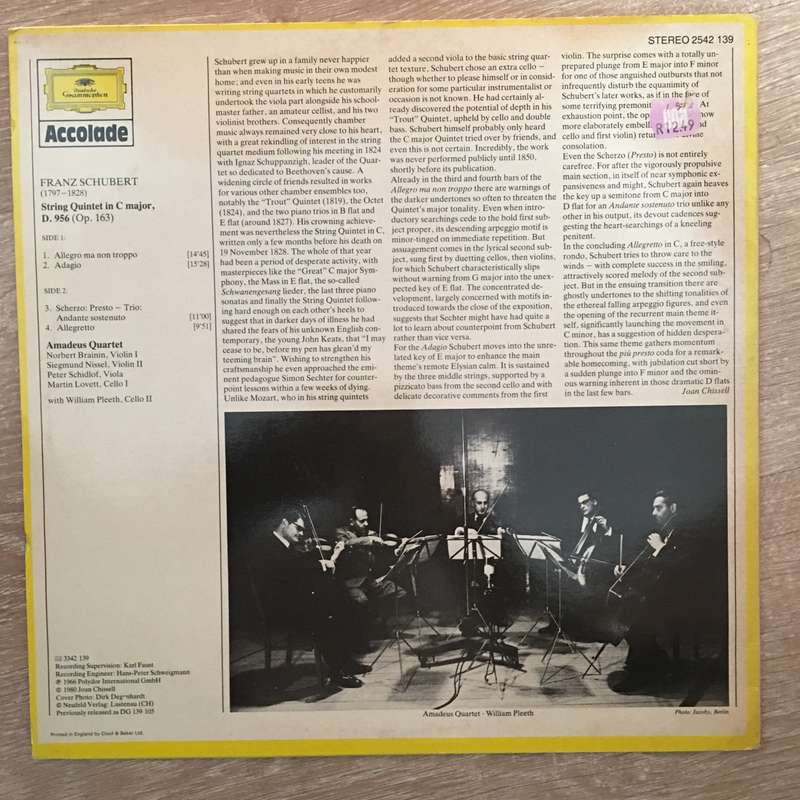 STEREO 2542 139
Deutsche
Grammophon
Accolade
FRANZ SCHUBERT
(1797–1828)
String Quintet in C major,
D. 956 (Op. 163)
SIDE 1:
1. Allegro ma non troppo [14'45]
2. Adagio [15'28]
SIDE 2:
3. Scherzo: Presto – Trio:
Andante sostenuto [11'00]
4. Allegretto [9'51]
Amadeus Quartet
Norbert Brainin, Violin I
Siegmund Nissel, Violin II
Peter Schidlof, Viola
Martin Lovett, Cello I
with William Pleeth, Cello II
Schubert grew up in a family never happier
than when making music in their own modest
home; and even in his early teens he was
writing string quartets in which he customarily
undertook the viola part alongside his school-
master father, an amateur cellist, and his two
violinist brothers. Consequently chamber
music always remained very close to his heart,
with a great rekindling of interest in the string
quartet medium following his meeting in 1824
with Ignaz Schuppanzigh, leader of the Quar-
tet so dedicated to Beethoven's cause. A
widening circle of friends resulted in works
for various other chamber ensembles too,
notably the "Trout" Quintet (1819), the Octet
(1824), and the two piano trios in B flat and
E flat (around 1827). His crowning achieve-
ment was nevertheless the String Quintet in C,
written only a few months before his death on
19 November 1828. The whole of that year
had been a period of desperate activity, with
masterpieces like the "Great" C major Sym-
phony, the Mass in E flat, the so-called
Schwanengesang lieder, the last three piano
sonatas and finally the String Quintet follow-
ing hard enough on each other's heels to
suggest that in darker days of illness he had
shared the fears of his unknown English con-
temporary, the young John Keats, that "I may
cease to be, before my pen has glean'd my
teeming brain". Wishing to strengthen his
craftsmanship he even approached the emi-
nent pedagogue Simon Sechter for counter-
point lessons within a few weeks of dying.
Unlike Mozart, who in his string quintets
added a second viola to the basic string quar-
tet texture, Schubert chose an extra cello –
though whether to please himself or in consid-
eration for some particular instrumentalist or
occasion is not known. He had certainly al-
ready discovered the potential of depth in his
"Trout" Quintet, upheld by cello and double
bass. Schubert himself probably only heard
the C major Quintet tried over by friends, and
even this is not certain. Incredibly, the work
was never performed publicly until 1850,
shortly before its publication.
Already in the third and fourth bars of the
Allegro ma non troppo there are warnings of
the darker undertones so often to threaten the
Quintet's major tonality. Even when intro-
ductory searchings cede to the bold first sub-
ject proper, its descending arpeggio motif is
minor-tinged on immediate repetition. But
assuagement comes in the lyrical second sub-
ject, sung first by duetting cellos, then violins,
for which Schubert characteristically slips
without warning from G major into the unex-
pected key of E flat. The concentrated de-
velopment, largely concerned with motifs in-
troduced towards the close of the exposition,
suggests that Sechter might have had quite a
lot to learn about counterpoint from Schubert
rather than vice versa.
For the Adagio Schubert moves into the unre-
lated key of E major to enhance the main
theme's remote Elysian calm. It is sustained
by the three middle strings, supported by a
pizzicato bass from the second cello and with
delicate decorative comments from the first
violin. The surprise comes with a totally un-
prepared plunge from E major into F minor
for one of those anguished outbursts that not
infrequently disturb the equanimity of
Schubert's later works, as if in the face of
some terrifying At
exhaustion point, the now
more elaborately
cello and first violin)
consolation.
Even the Scherzo (Presto) is not entirely
carefree. For after the vigorously propulsive
main section, in itself of near symphonic ex-
pansiveness and might, Schubert again heaves
the key up a semitone from C major into
D flat for an Andante sostenuto trio unlike any
other in his output, its devout cadences sug-
gesting the heart-searchings of a kneeling
penitent.
In the concluding Allegretto in C, a free-style
rondo, Schubert tries to throw care to the
winds – with complete success in the smiling,
attractively scored melody of the second sub-
ject. But in the ensuing transition there are
ghostly undertones to the shifting tonalities of
the ethereal falling arpeggio figures, and even
the opening of the recurrent main theme it-
self, significantly launching the movement in
C minor, has a suggestion of hidden despera-
tion. This same theme gathers momentum
throughout the più presto coda for a remark-
able homecoming, with jubilation cut short by
a sudden plunge into F minor and the omi-
nous warning inherent in those dramatic D flats
in the last few bars. Joan Chissell
R1249
3342 139
Recording Supervision: Karl Faust
Recording Engineer: Hans-Peter Schweigmann
℗ 1966 Polydor International GmbH
© 1980 Joan Chissell
Cover Photo: Dirk Degenhardt
© Neufeld Verlag: Lustenau (CH)
Previously released as DG 139 105
Printed in England by Clout & Baker Ltd.
Amadeus Quartet · William Pleeth
Photo: Jacoby, Berlin